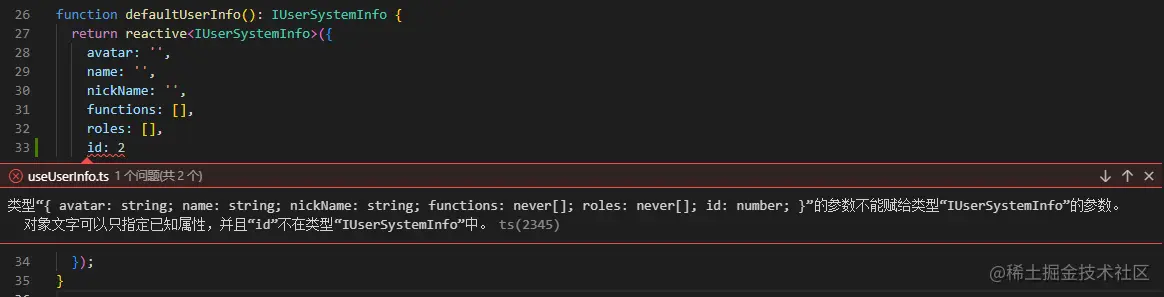 26 function defaultUserInfo(): IUserSystemInfo {
27 return reactive<IUserSystemInfo>({
28 avatar: '',
29 name: '',
30 nickName: '',
31 functions: [],
32 roles: [],
33 id: 2
useUserInfo.ts 1 个问题(共 2 个)
类型“{ avatar: string; name: string; nickName: string; functions: never[]; roles: never[]; id: number; }”的参数不能赋给类型“IUserSystemInfo”的参数。
对象文字可以只指定已知属性，并且“id”不在类型“IUserSystemInfo”中。 ts(2345)
34 });
35 }
@稀土掘金技术社区